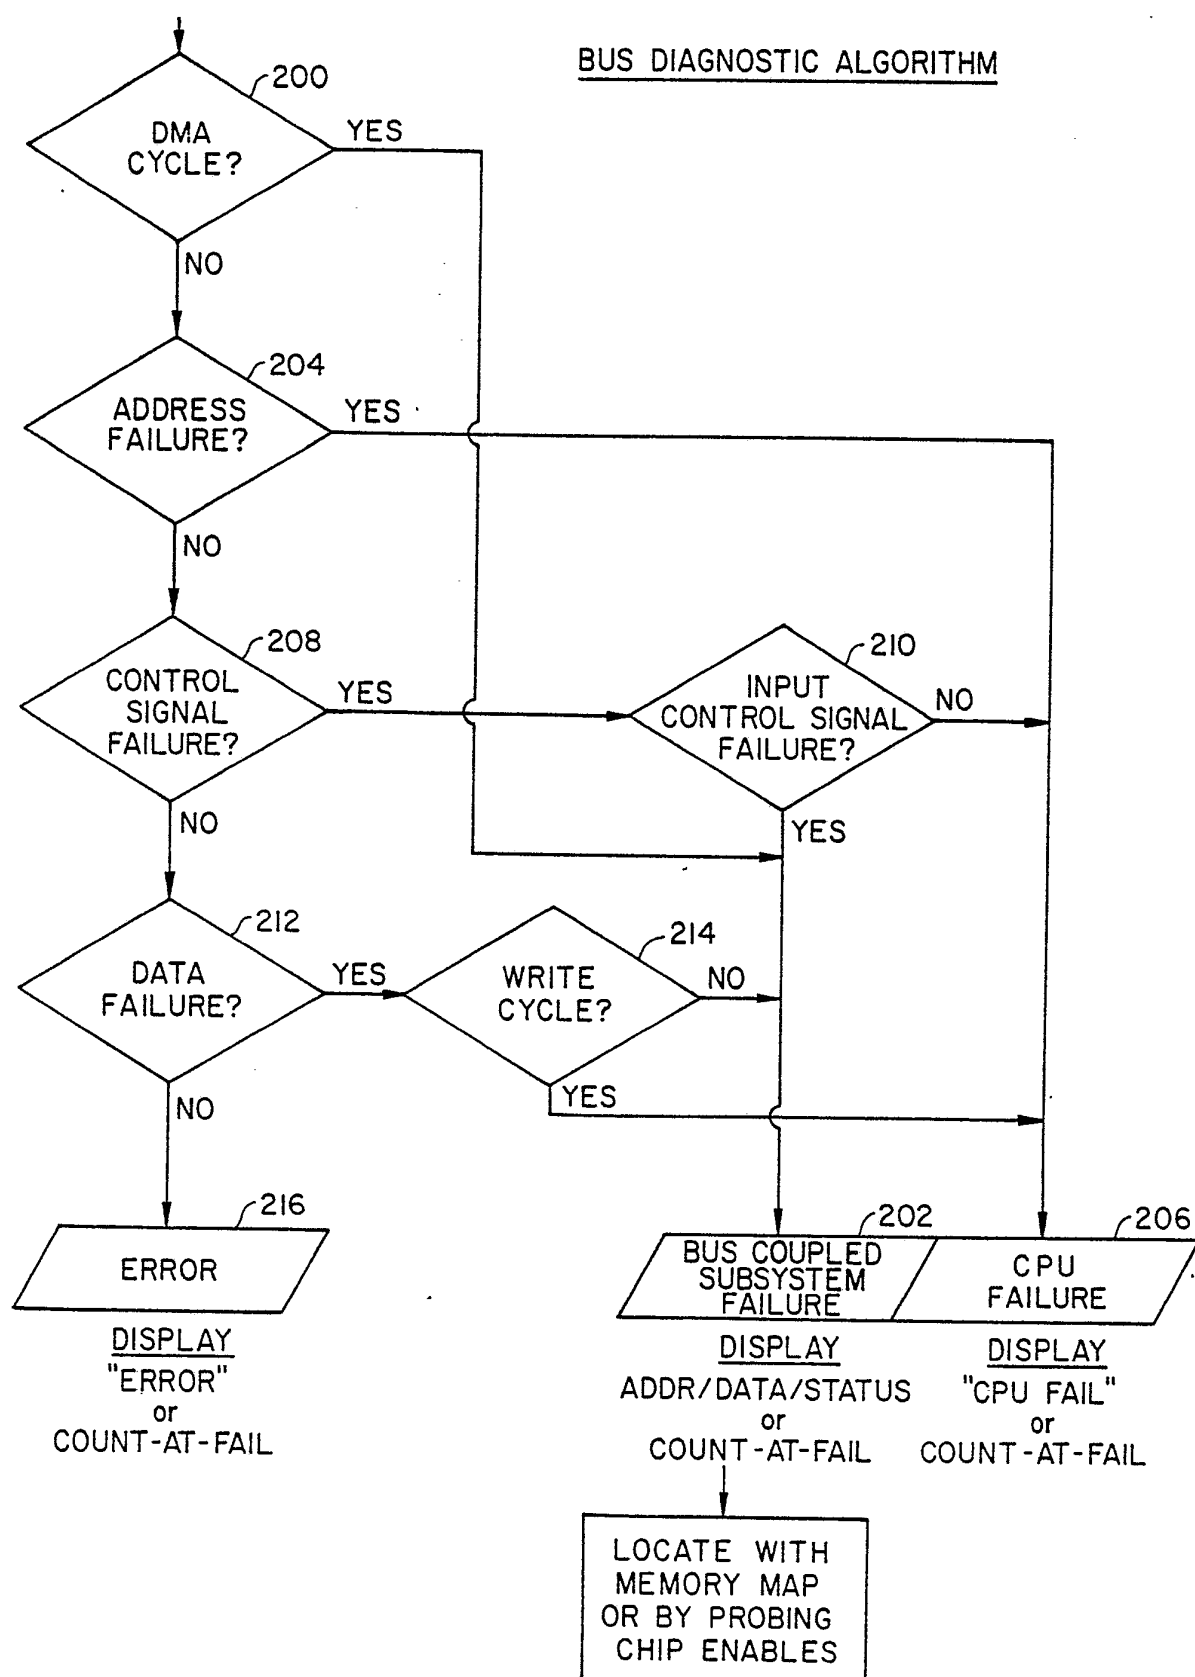 BUS DIAGNOSTIC ALGORITHM
200
DMA
CYCLE?
YES
NO
204
ADDRESS
FAILURE?
YES
NO
208
CONTROL
SIGNAL
FAILURE?
YES
NO
210
INPUT
CONTROL SIGNAL
FAILURE?
NO
YES
212
DATA
FAILURE?
YES
NO
214
WRITE
CYCLE?
NO
YES
216
ERROR
DISPLAY
"ERROR"
or
COUNT-AT-FAIL
202
BUS COUPLED
SUBSYSTEM
FAILURE
DISPLAY
ADDR/DATA/STATUS
or
COUNT-AT-FAIL
206
CPU
FAILURE
DISPLAY
"CPU FAIL"
or
COUNT-AT-FAIL
LOCATE WITH
MEMORY MAP
OR BY PROBING
CHIP ENABLES